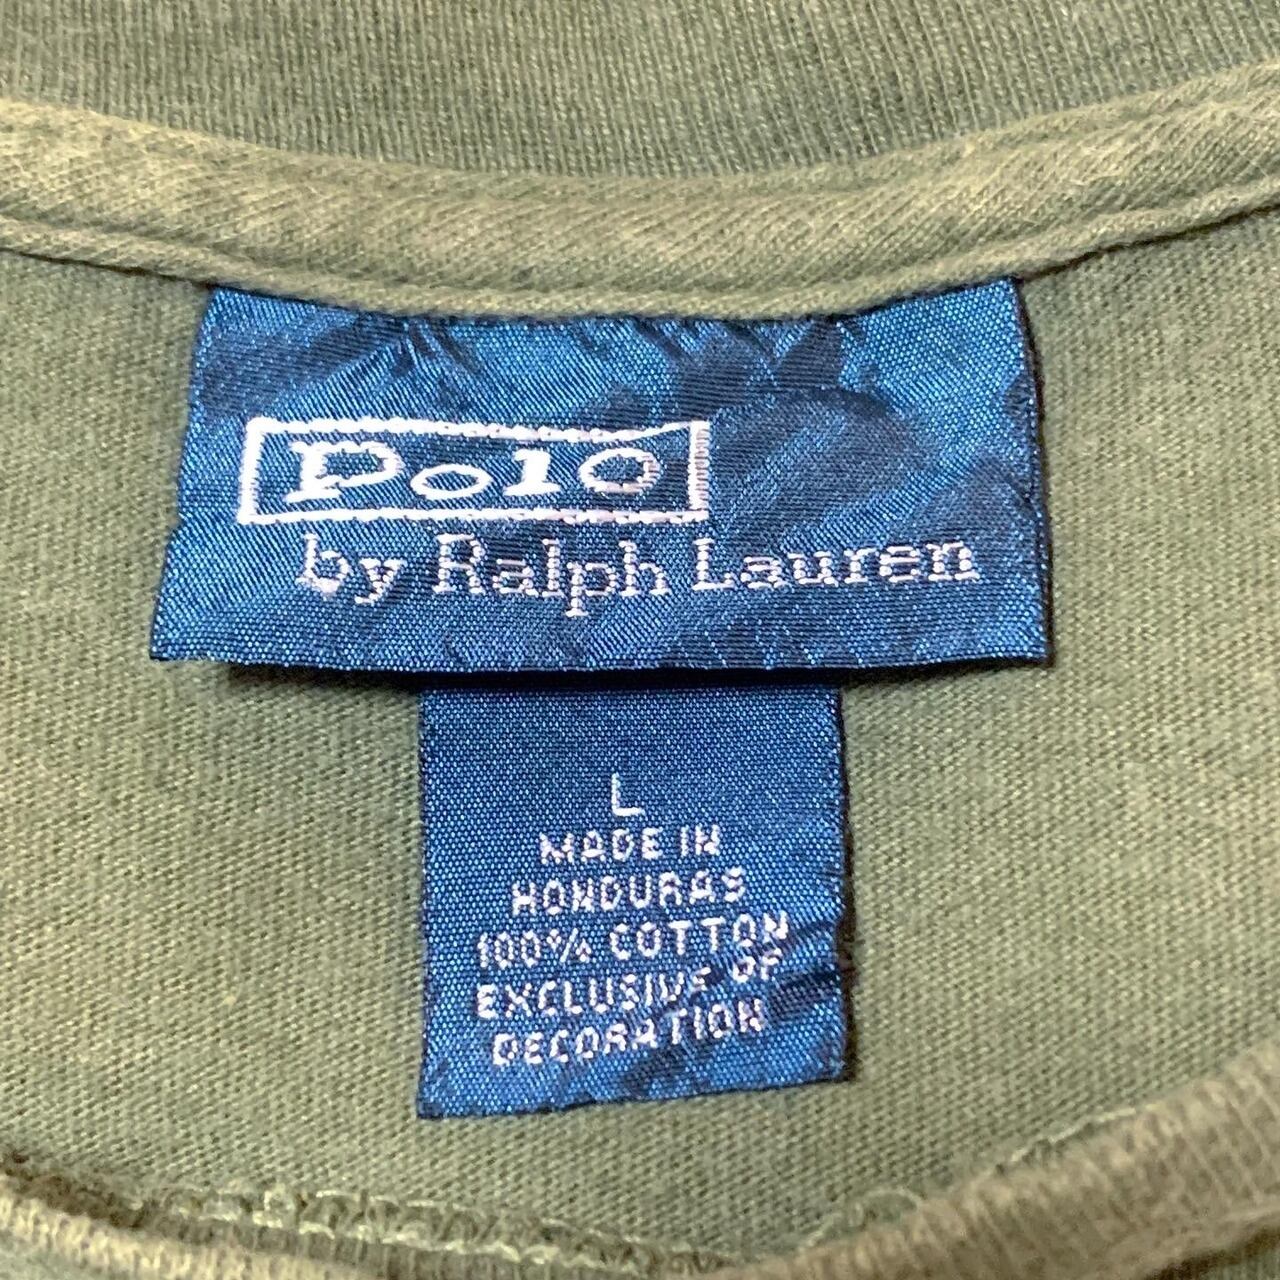 Polo
by Ralph Lauren
L
MADE IN
HONDURAS
100% COTTON
EXCLUSIVE OF
DECORATION